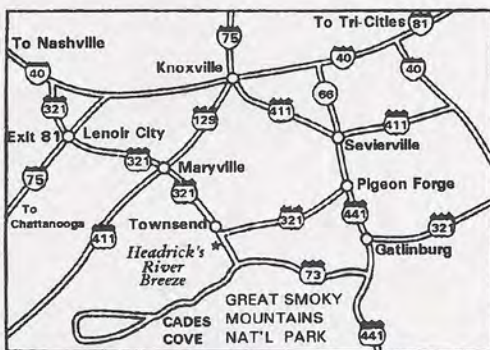 To Tri-Cities
81
75
To Nashville
40
Knoxville
40
40
321
66
Exit 81
Lenoir City
129
411
411
Sevierville
321
Maryville
75
321
Pigeon Forge
To
Chattanooga
Townsend
321
441
321
411
Headrick's
River
Breeze
Gatlinburg
73
CADES
COVE
GREAT SMOKY
MOUNTAINS
NAT'L PARK
441